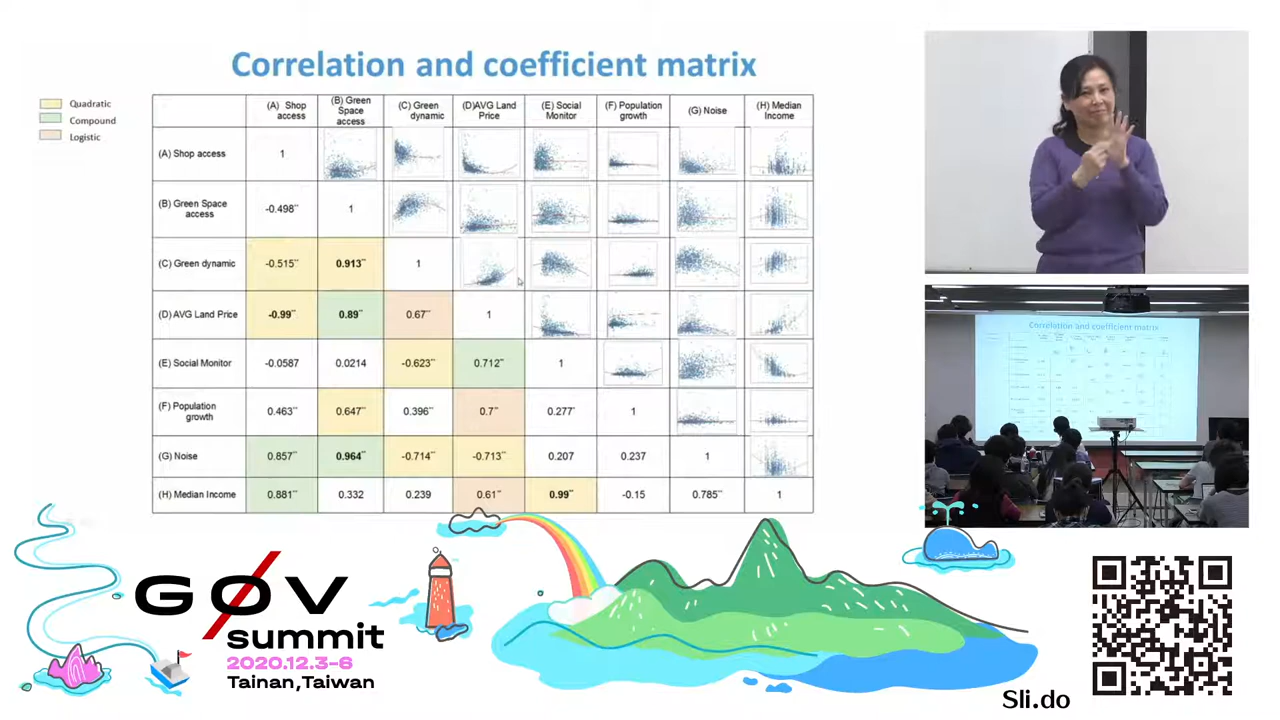 Correlation and coefficient matrix
Quadratic
Compound
Logistic
(A) Shop access
(B) Green Space access
(C) Green dynamic
(D)AVG Land Price
(E) Social Monitor
(F) Population growth
(G) Noise
(H) Median Income
(A) Shop access 1
(B) Green Space access -0.498** 1
(C) Green dynamic -0.515** 0.913** 1
(D) AVG Land Price -0.99** 0.89** 0.67** 1
(E) Social Monitor -0.0587 0.0214 -0.623** 0.712** 1
(F) Population growth 0.463** 0.647** 0.396** 0.7** 0.277* 1
(G) Noise 0.857** 0.964** -0.714** -0.713** 0.207 0.237 1
(H) Median Income 0.881** 0.332 0.239 0.61** 0.99** -0.15 0.785** 1
Correlation and coefficient matrix
GØV
summit
2020.12.3-6
Tainan,Taiwan
Sli.do